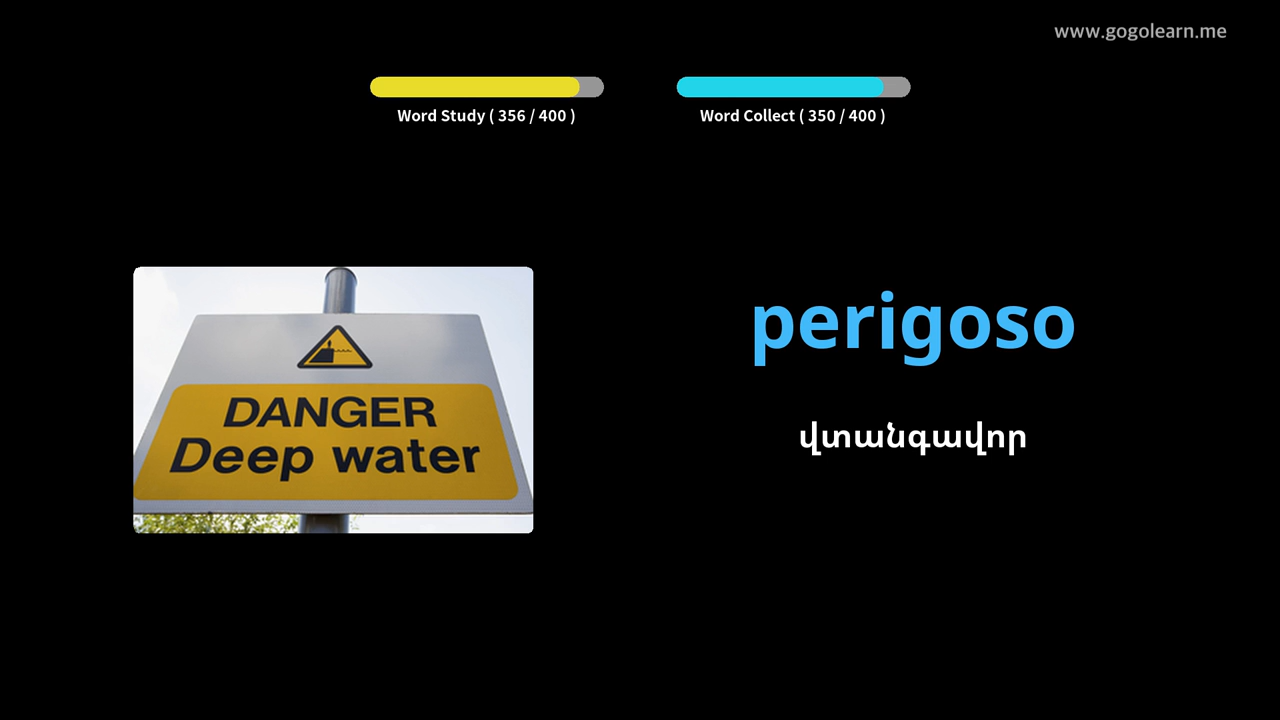 www.gogolearn.me
Word Study ( 356 / 400 )
Word Collect ( 350 / 400 )
DANGER
Deep water
perigoso
վտանգավոր